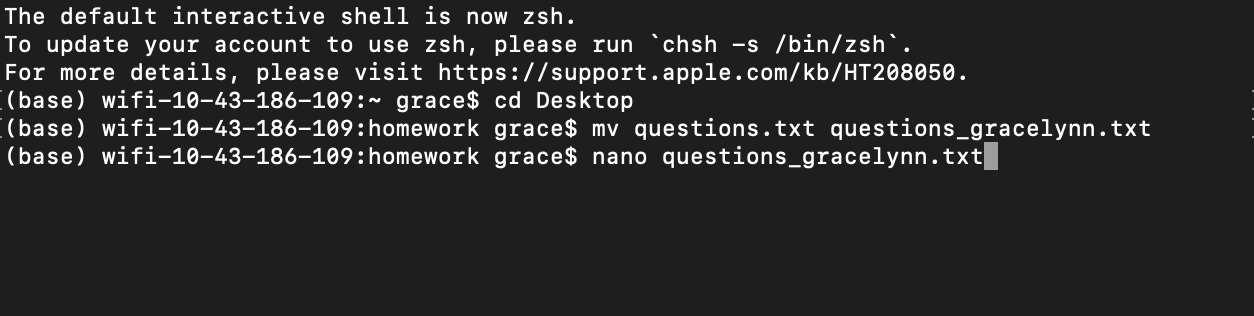 The default interactive shell is now zsh.
To update your account to use zsh, please run `chsh -s /bin/zsh`.
For more details, please visit https://support.apple.com/kb/HT208050.
(base) wifi-10-43-186-109:~ grace$ cd Desktop
(base) wifi-10-43-186-109:homework grace$ mv questions.txt questions_gracelynn.txt
(base) wifi-10-43-186-109:homework grace$ nano questions_gracelynn.txt